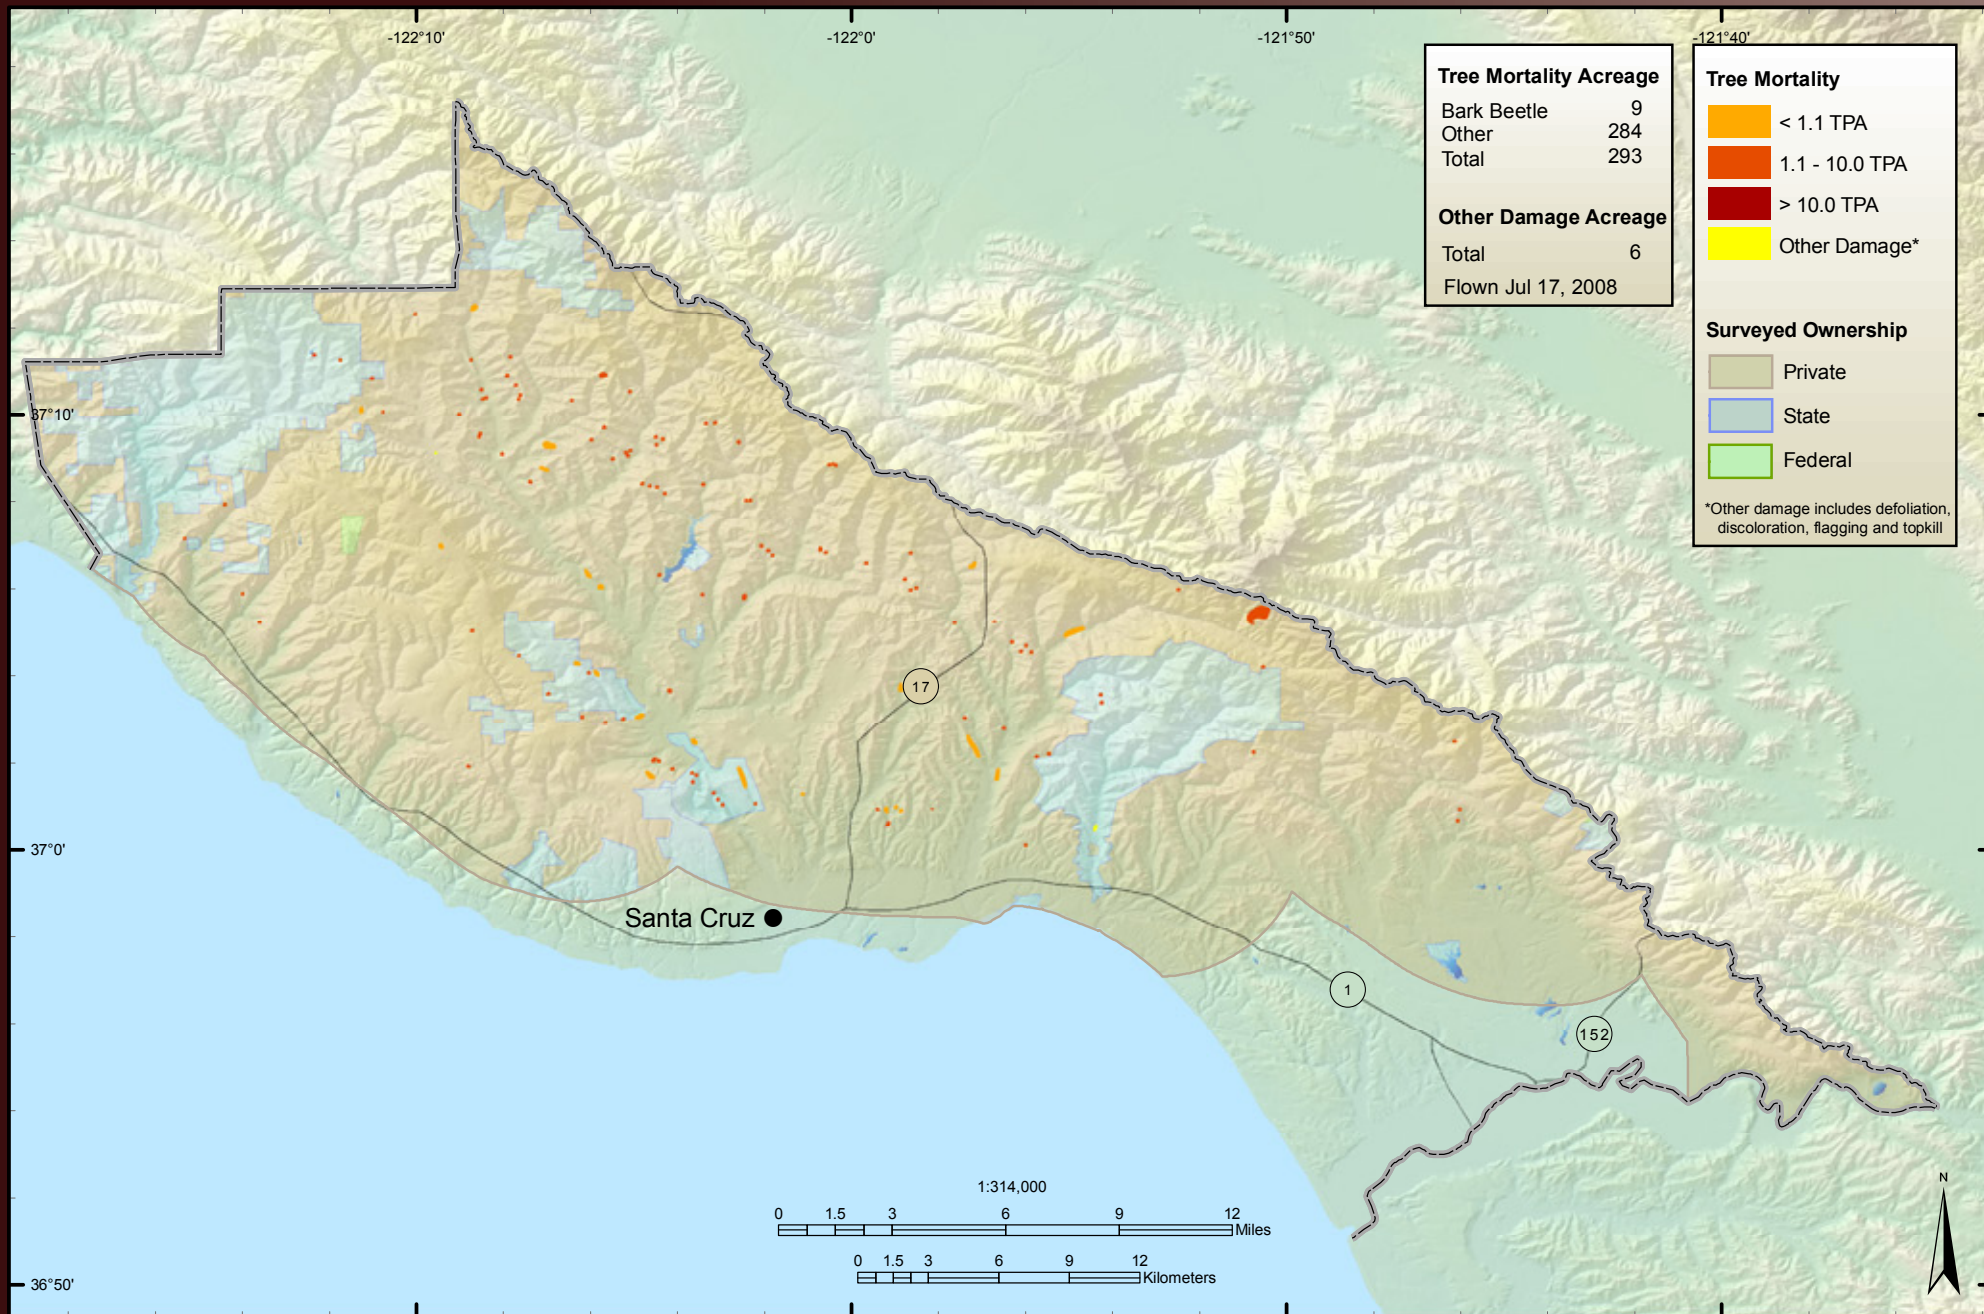 -122°10'
-122°0'
-121°50'
-121°40'
Tree Mortality Acreage
Bark Beetle 9
Other 284
Total 293
Other Damage Acreage
Total 6
Flown Jul 17, 2008
Tree Mortality
< 1.1 TPA
1.1 - 10.0 TPA
> 10.0 TPA
Other Damage*
Surveyed Ownership
Private
State
Federal
*Other damage includes defoliation,
discoloration, flagging and topkill
37°10'
17
37°0'
Santa Cruz
1
152
1:314,000
0 1.5 3 6 9 12
Miles
0 1.5 3 6 9 12
Kilometers
36°50'
N